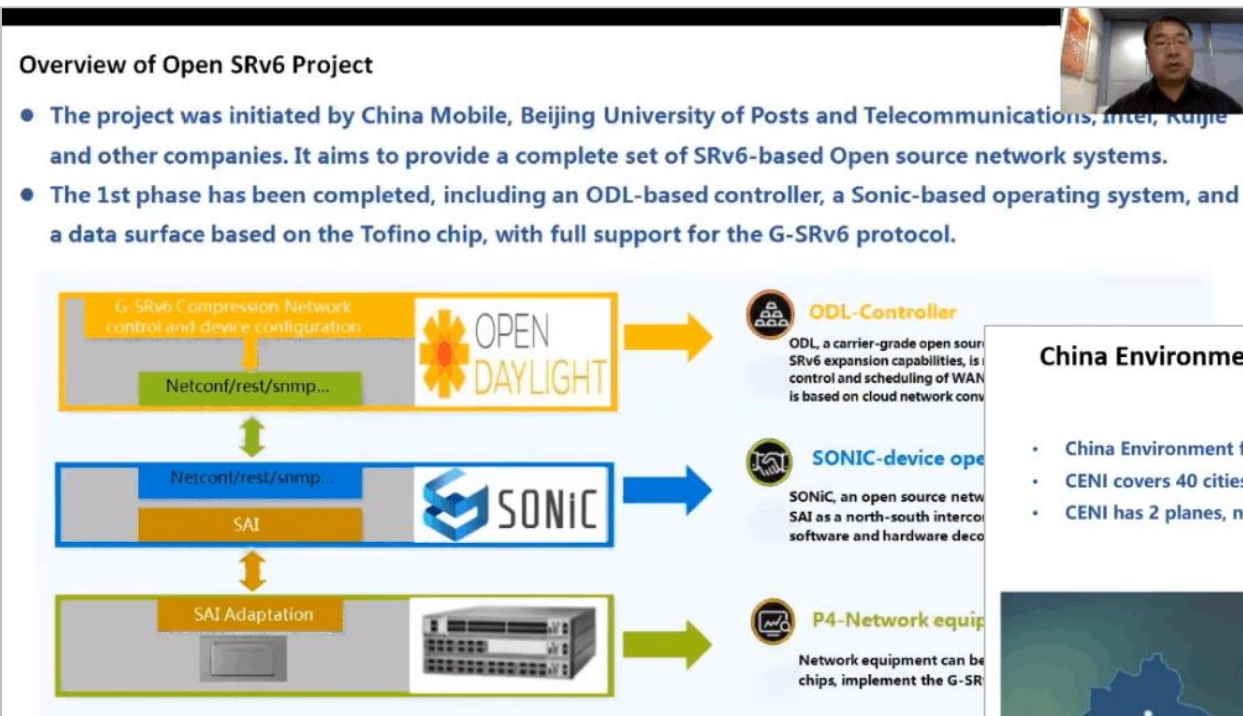 Overview of Open SRv6 Project
• The project was initiated by China Mobile, Beijing University of Posts and Telecommunications, Intel, Ruijie
and other companies. It aims to provide a complete set of SRv6-based Open source network systems.
• The 1st phase has been completed, including an ODL-based controller, a Sonic-based operating system, and
a data surface based on the Tofino chip, with full support for the G-SRv6 protocol.
G-SRv6 Compression Network
control and device configuration
Netconf/rest/snmp...
OPEN
DAYLIGHT
ODL-Controller
ODL, a carrier-grade open sour
SRv6 expansion capabilities, is
control and scheduling of WAN
is based on cloud network conv
China Environme
• China Environment f
• CENI covers 40 cities
• CENI has 2 planes, n
Netconf/rest/snmp...
SAI
SONiC
SONIC-device ope
SONiC, an open source netw
SAI as a north-south interco
software and hardware deco
SAI Adaptation
P4-Network equip
Network equipment can be
chips, implement the G-SR